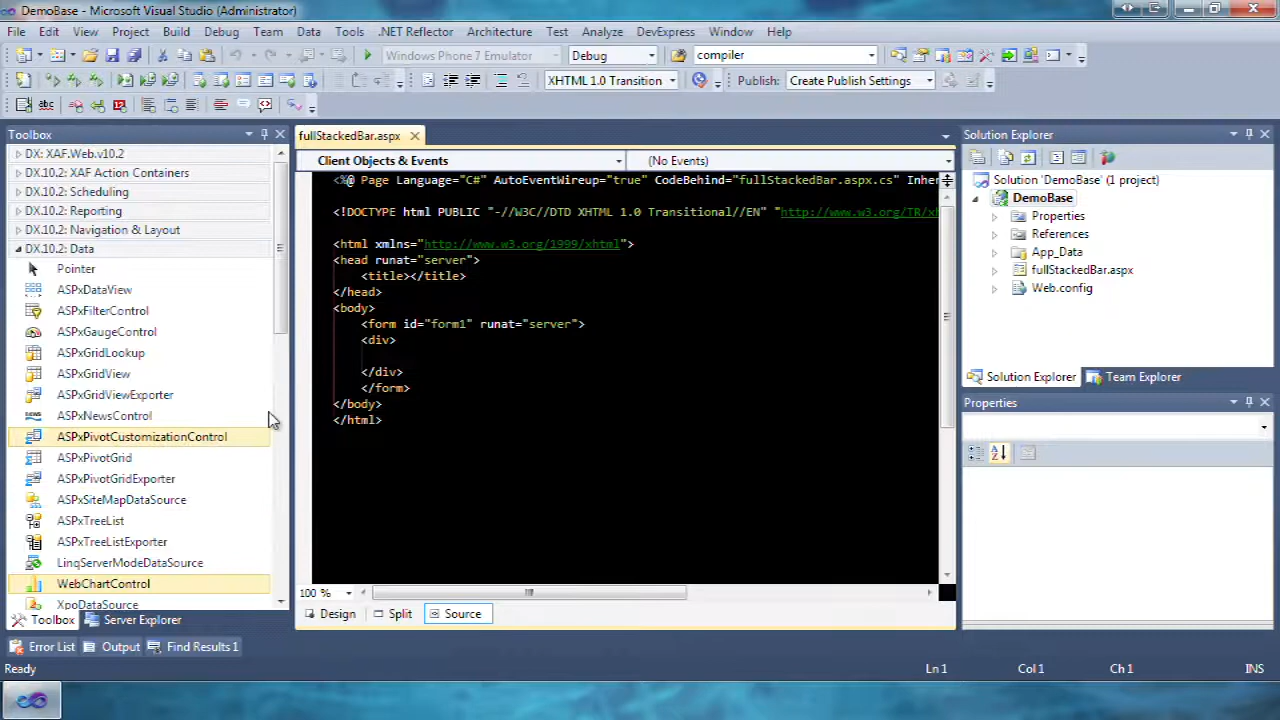 DemoBase - Microsoft Visual Studio (Administrator)
File Edit View Project Build Debug Team Data Tools .NET Reflector Architecture Test Analyze DevExpress Window Help
Windows Phone 7 Emulator Debug compiler
XHTML 1.0 Transition Publish: Create Publish Settings
Toolbox
DX: XAF.Web.v10.2
DX.10.2: XAF Action Containers
DX.10.2: Scheduling
DX.10.2: Reporting
DX.10.2: Navigation & Layout
DX.10.2: Data
Pointer
ASPxDataView
ASPxFilterControl
ASPxGaugeControl
ASPxGridLookup
ASPxGridView
ASPxGridViewExporter
ASPxNewsControl
ASPxPivotCustomizationControl
ASPxPivotGrid
ASPxPivotGridExporter
ASPxSiteMapDataSource
ASPxTreeList
ASPxTreeListExporter
LinqServerModeDataSource
WebChartControl
XpoDataSource
Toolbox Server Explorer
fullStackedBar.aspx
Client Objects & Events (No Events)
<%@ Page Language="C#" AutoEventWireup="true" CodeBehind="fullStackedBar.aspx.cs" Inher
<!DOCTYPE html PUBLIC "-//W3C//DTD XHTML 1.0 Transitional//EN" "http://www.w3.org/TR/xh
<html xmlns="http://www.w3.org/1999/xhtml">
<head runat="server">
<title></title>
</head>
<body>
<form id="form1" runat="server">
<div>
</div>
</form>
</body>
</html>
100 %
Design Split Source
Solution Explorer
Solution 'DemoBase' (1 project)
DemoBase
Properties
References
App_Data
fullStackedBar.aspx
Web.config
Solution Explorer Team Explorer
Properties
Error List Output Find Results 1
Ready Ln 1 Col 1 Ch 1 INS